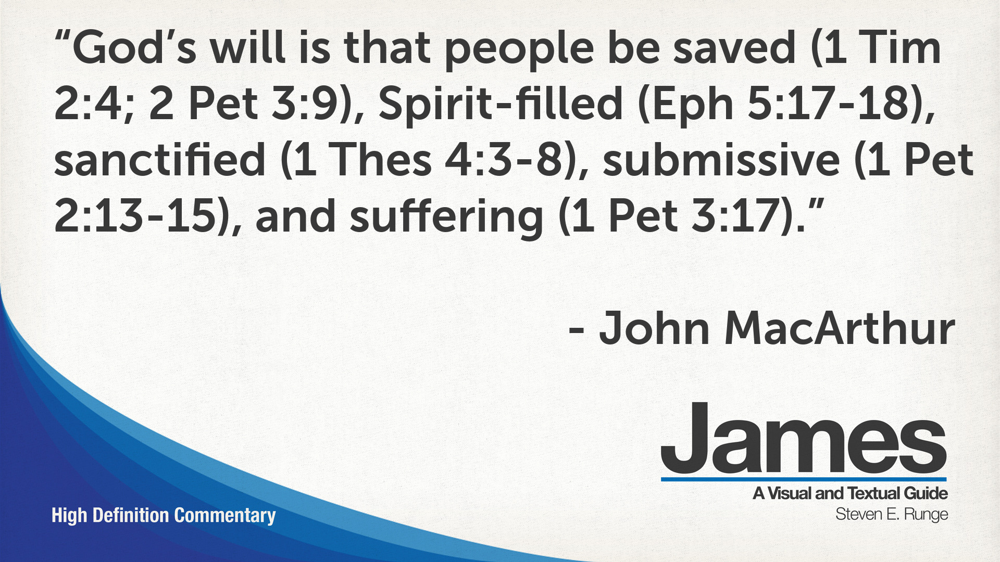 “God’s will is that people be saved (1 Tim
2:4; 2 Pet 3:9), Spirit-filled (Eph 5:17-18),
sanctified (1 Thes 4:3-8), submissive (1 Pet
2:13-15), and suffering (1 Pet 3:17).”
- John MacArthur
James
A Visual and Textual Guide
Steven E. Runge
High Definition Commentary